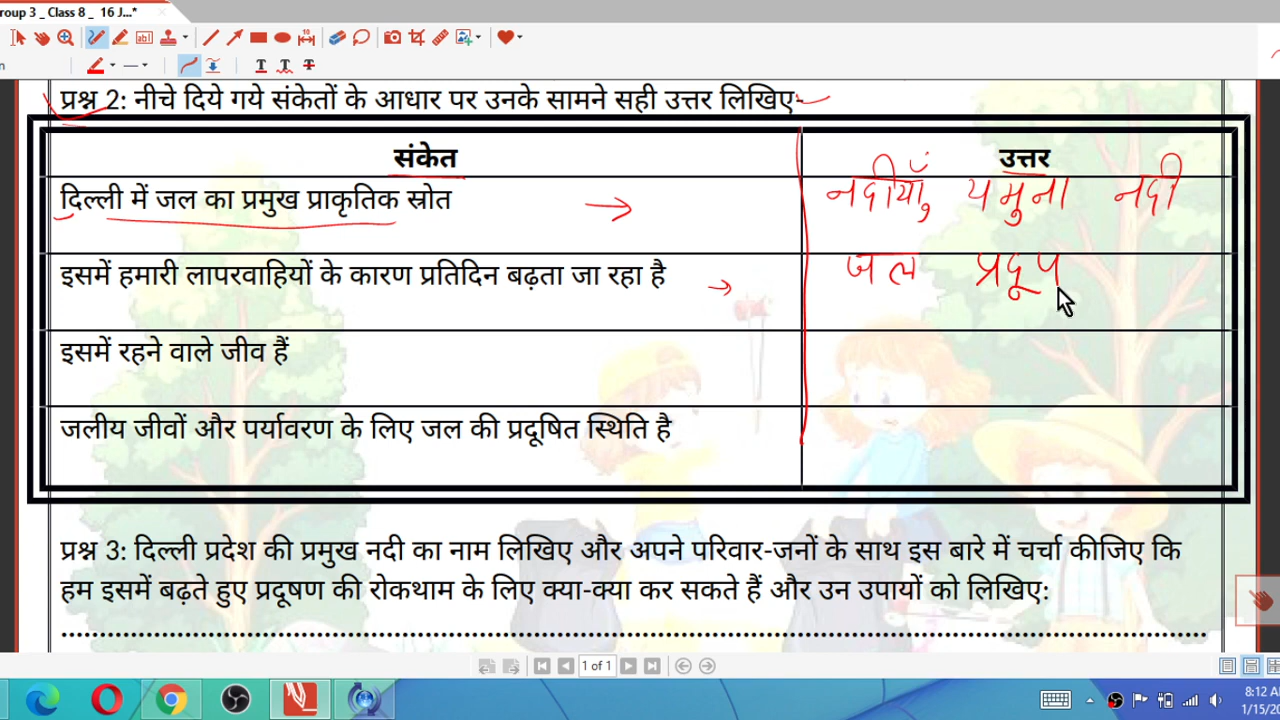 roup 3 _ Class 8 _ 16 J...*
प्रश्न 2: नीचे दिये गये संकेतों के आधार पर उनके सामने सही उत्तर लिखिए-
संकेत उत्तर
दिल्ली में जल का प्रमुख प्राकृतिक स्रोत नदीयाँ, यमुना नदी
इसमें हमारी लापरवाहियों के कारण प्रतिदिन बढ़ता जा रहा है जल प्रदूप
इसमें रहने वाले जीव हैं
जलीय जीवों और पर्यावरण के लिए जल की प्रदूषित स्थिति है
प्रश्न 3: दिल्ली प्रदेश की प्रमुख नदी का नाम लिखिए और अपने परिवार-जनों के साथ इस बारे में चर्चा कीजिए कि
हम इसमें बढ़ते हुए प्रदूषण की रोकथाम के लिए क्या-क्या कर सकते हैं और उन उपायों को लिखिए:
1 of 1
8:12 A
1/15/20